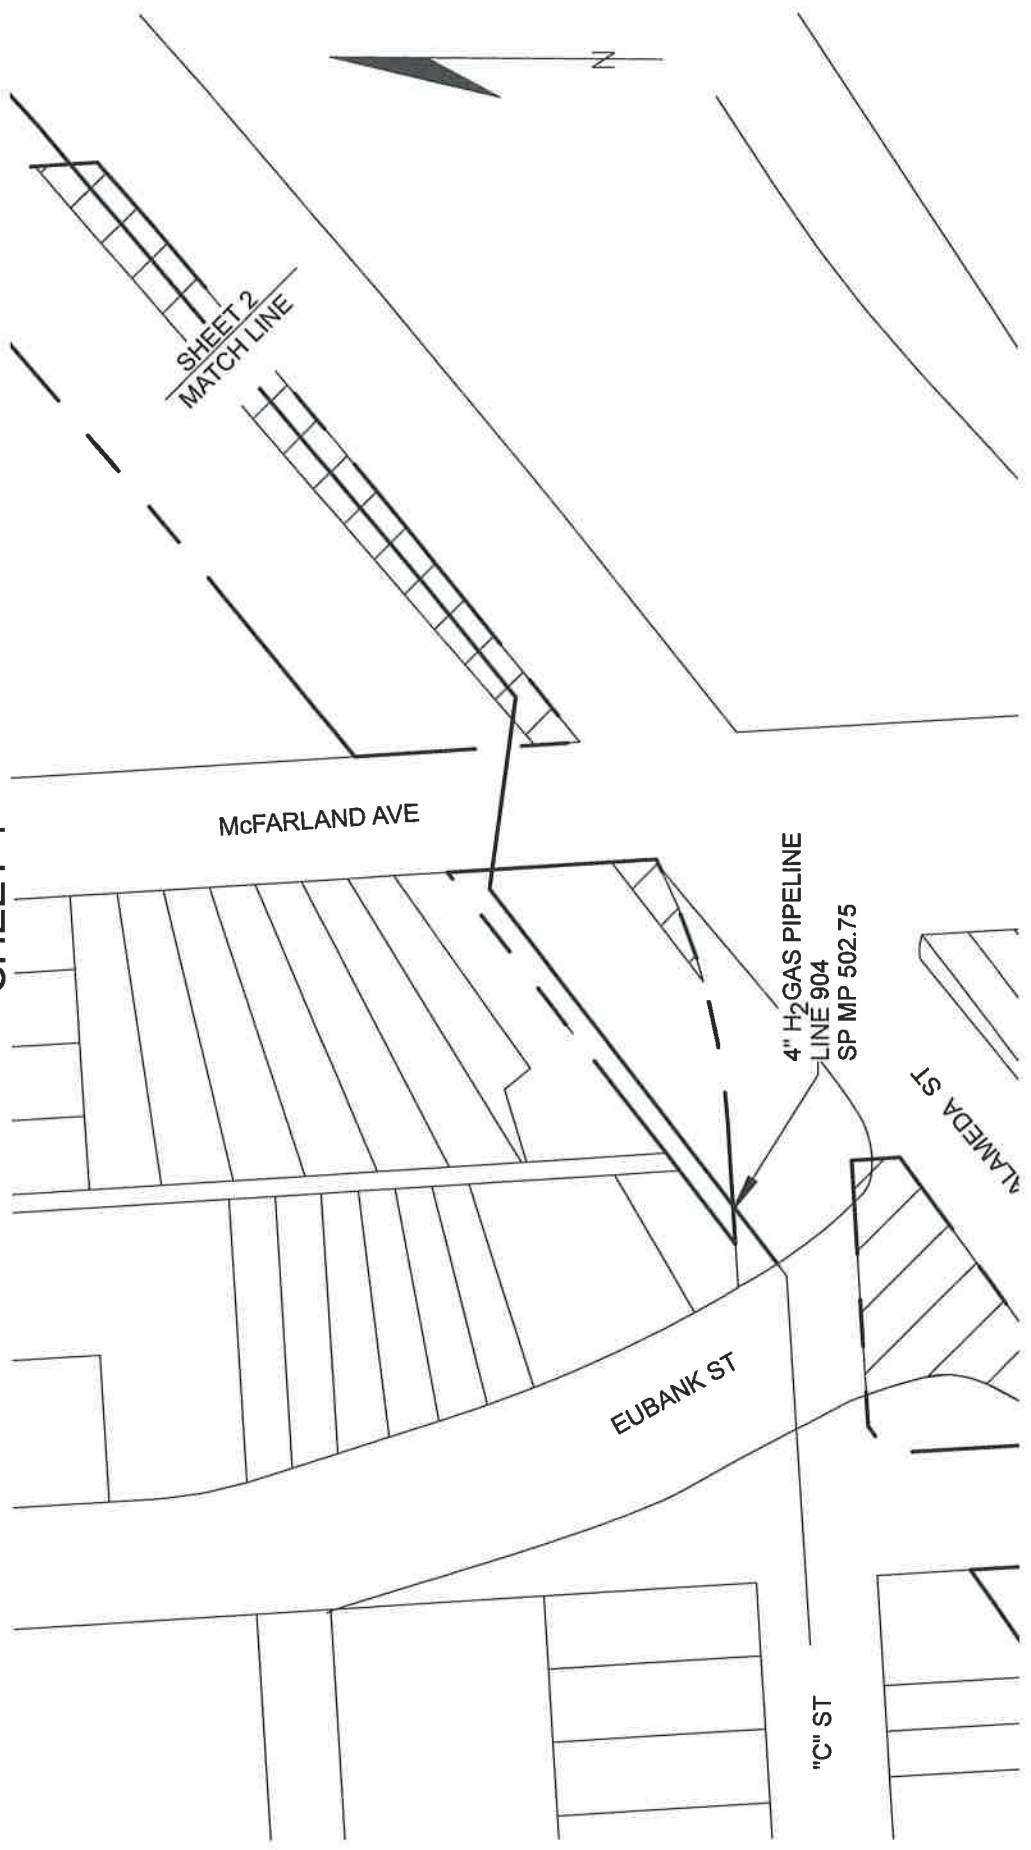 N
SHEET 2
MATCH LINE
McFARLAND AVE
4" H2GAS PIPELINE
LINE 904
SP MP 502.75
ALAMEDA ST
EUBANK ST
"C" ST